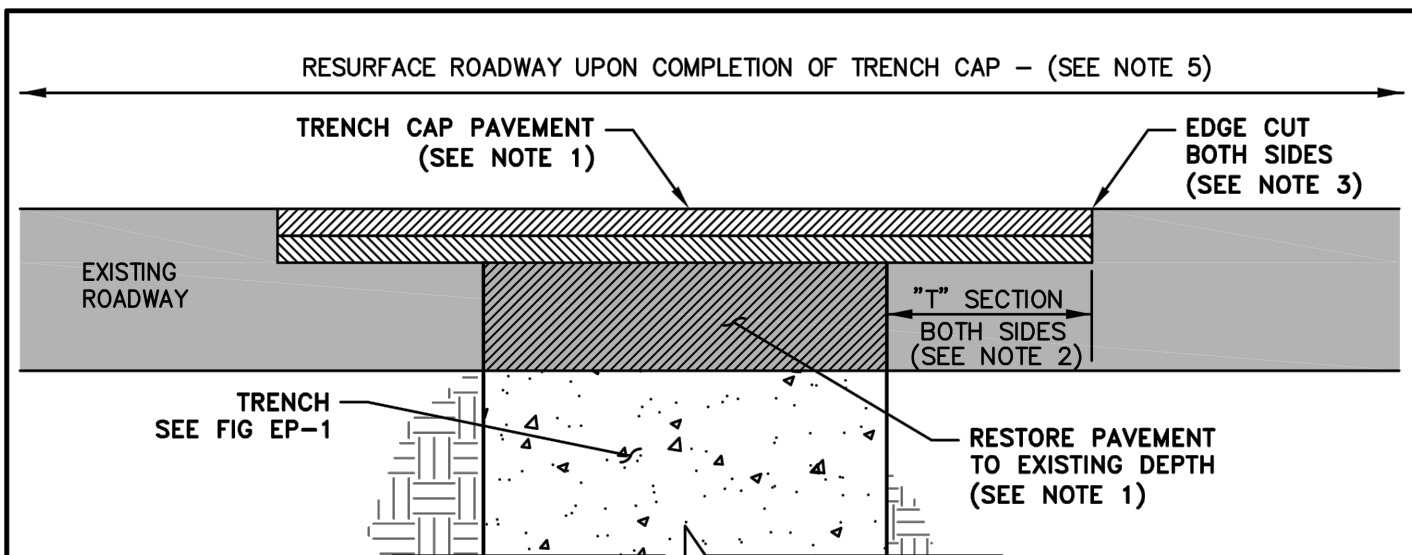 RESURFACE ROADWAY UPON COMPLETION OF TRENCH CAP – (SEE NOTE 5)
TRENCH CAP PAVEMENT
(SEE NOTE 1)
EDGE CUT
BOTH SIDES
(SEE NOTE 3)
EXISTING
ROADWAY
"T" SECTION
BOTH SIDES
(SEE NOTE 2)
TRENCH
SEE FIG EP–1
RESTORE PAVEMENT
TO EXISTING DEPTH
(SEE NOTE 1)